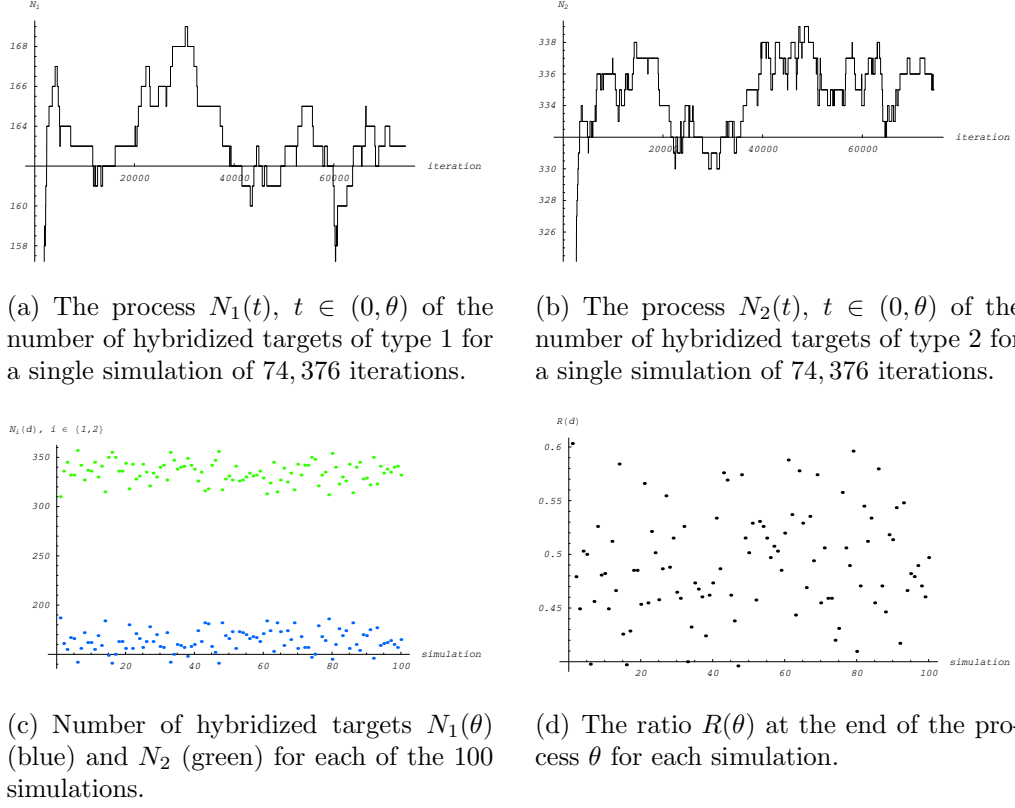 N₁
168
166
164
160
158
20000
40000
60000
iteration
N₂
338
336
334
330
328
326
20000
40000
60000
iteration
(a) The process N₁(t), t ∈ (0, θ) of the
number of hybridized targets of type 1 for
a single simulation of 74, 376 iterations.
(b) The process N₂(t), t ∈ (0, θ) of the
number of hybridized targets of type 2 for
a single simulation of 74, 376 iterations.
Nᵢ(d), i ∈ {1,2}
350
300
250
200
20
40
60
80
100
simulation
R(d)
0.6
0.55
0.5
0.45
20
40
60
80
100
simulation
(c) Number of hybridized targets N₁(θ)
(blue) and N₂ (green) for each of the 100
simulations.
(d) The ratio R(θ) at the end of the pro-
cess θ for each simulation.